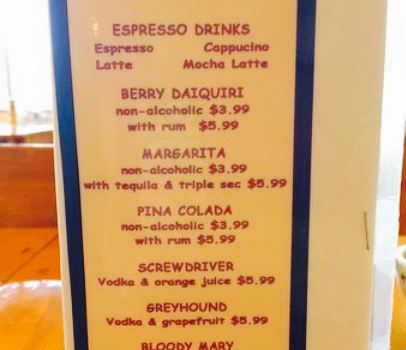 ESPRESSO DRINKS
Espresso Cappucino
Latte Mocha Latte
BERRY DAIQUIRI
non-alcoholic $3.99
with rum $5.99
MARGARITA
non-alcoholic $3.99
with tequila & triple sec $5.99
PINA COLADA
non-alcoholic $3.99
with rum $5.99
SCREWDRIVER
Vodka & orange juice $5.99
GREYHOUND
Vodka & grapefruit $5.99
BLOODY MARY